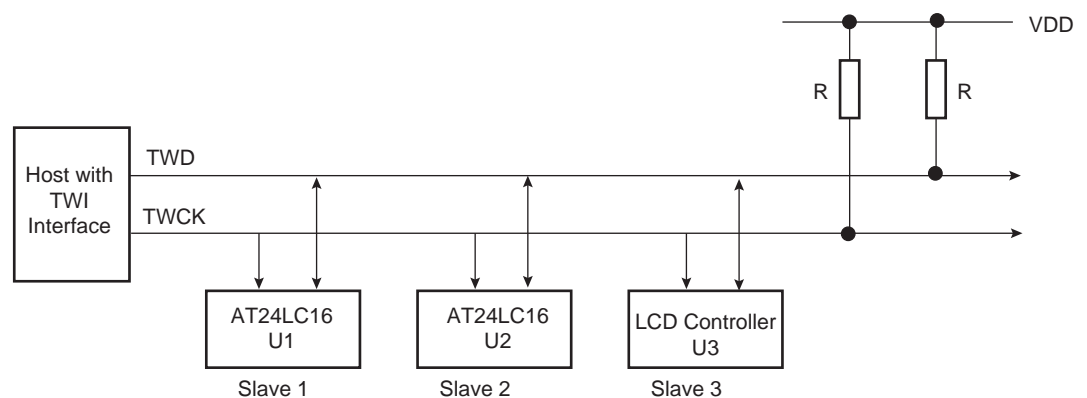 VDD
R
R
Host with
TWI
Interface
TWD
TWCK
AT24LC16
U1
AT24LC16
U2
LCD Controller
U3
Slave 1
Slave 2
Slave 3